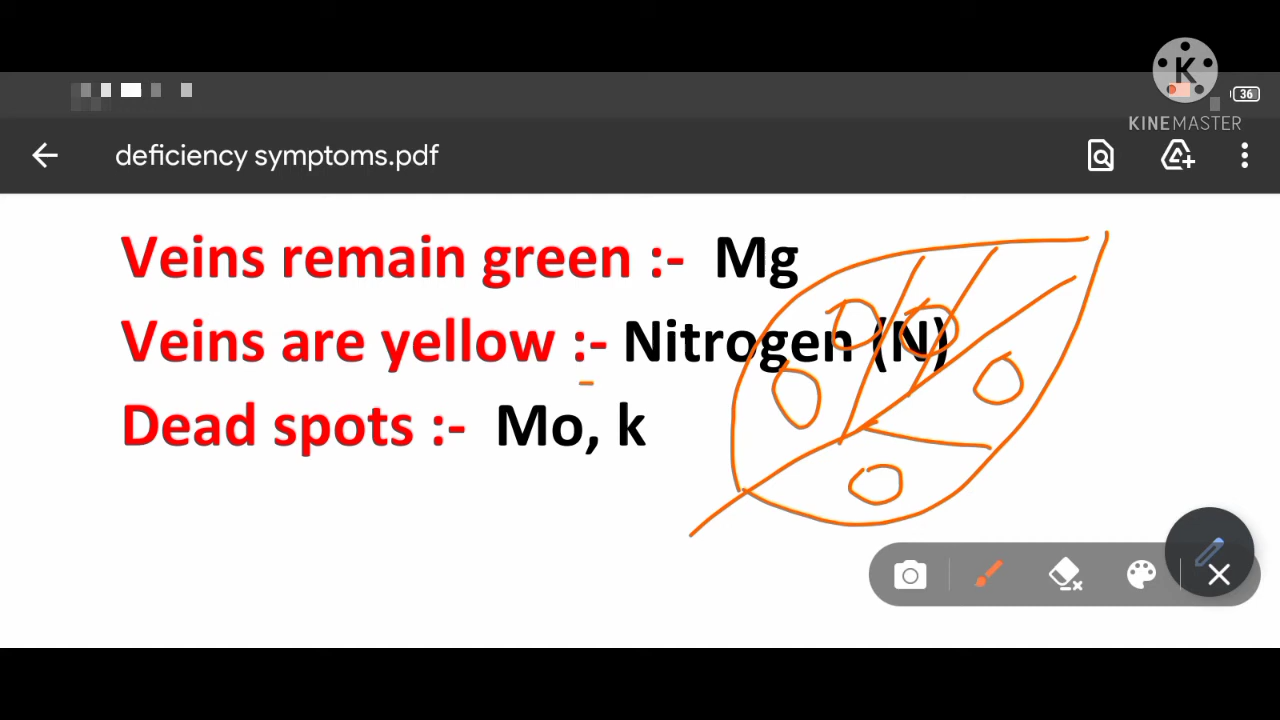 36
K
KINEMASTER
deficiency symptoms.pdf
Veins remain green :- Mg
Veins are yellow :- Nitrogen (N)
Dead spots :- Mo, k